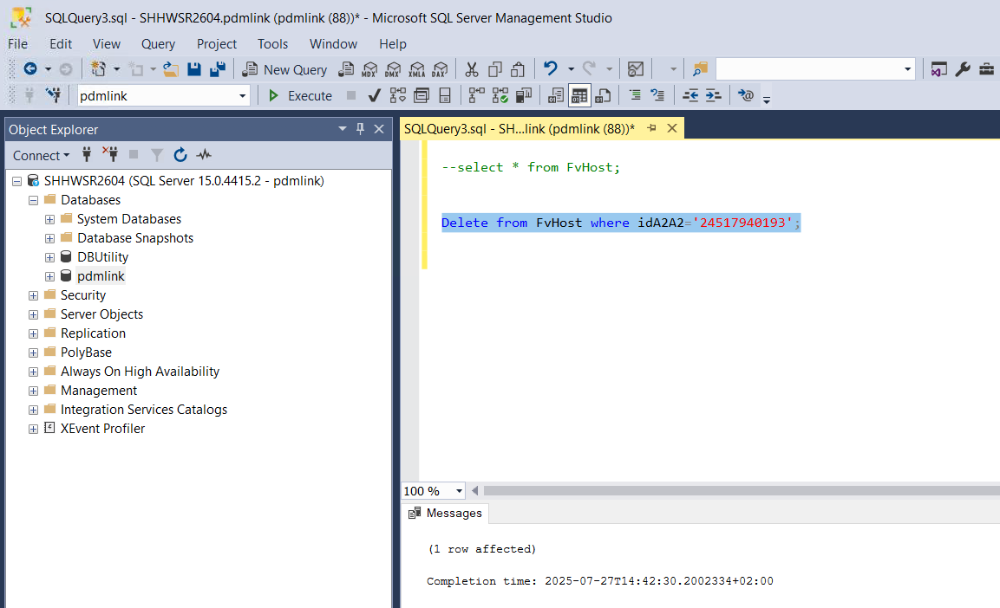 SQLQuery3.sql - SHHWSR2604.pdmlink (pdmlink (88))* - Microsoft SQL Server Management Studio
File Edit View Query Project Tools Window Help
New Query MDX DMX XMLA DAX
pdmlink Execute
Object Explorer
SQLQuery3.sql - SH...link (pdmlink (88))*
Connect
--select * from FvHost;
SHHWSR2604 (SQL Server 15.0.4415.2 - pdmlink)
Databases
System Databases
Delete from FvHost where idA2A2='24517940193';
Database Snapshots
DBUtility
pdmlink
Security
Server Objects
Replication
PolyBase
Always On High Availability
Management
Integration Services Catalogs
XEvent Profiler
100 %
Messages
(1 row affected)
Completion time: 2025-07-27T14:42:30.2002334+02:00